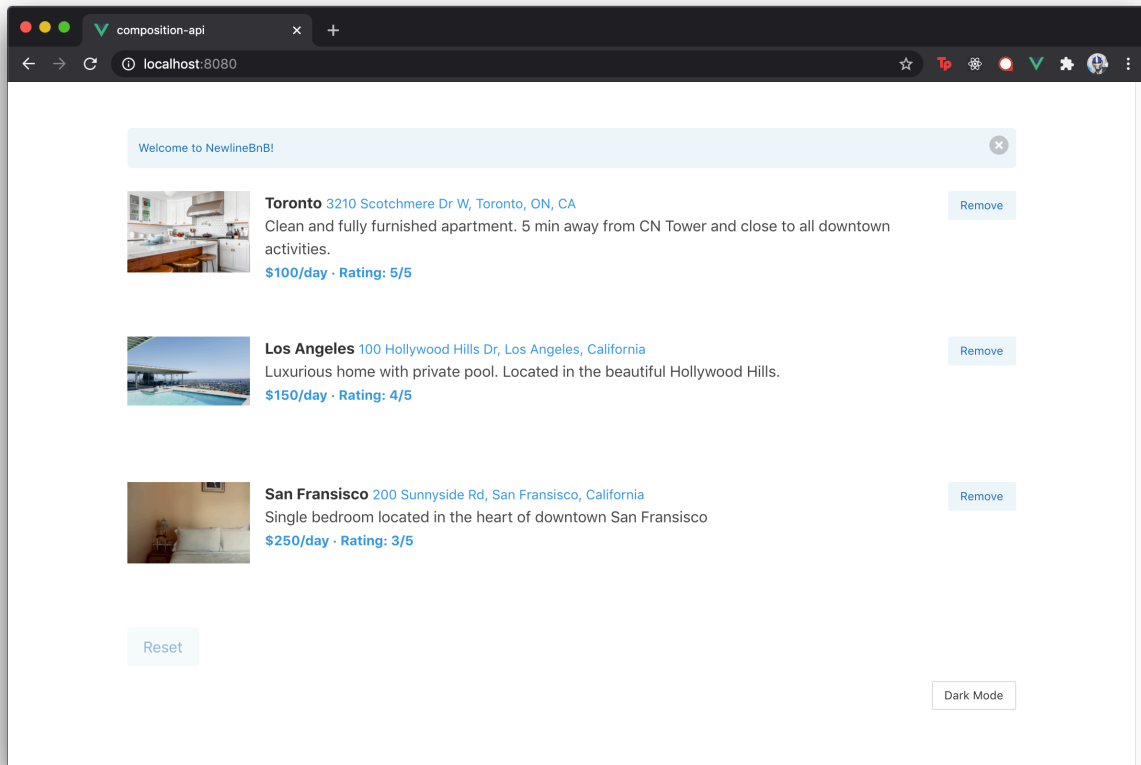 composition-api
localhost:8080
Tp
Welcome to NewlineBnB!
Toronto 3210 Scotchmere Dr W, Toronto, ON, CA
Remove
Clean and fully furnished apartment. 5 min away from CN Tower and close to all downtown
activities.
$100/day · Rating: 5/5
Los Angeles 100 Hollywood Hills Dr, Los Angeles, California
Remove
Luxurious home with private pool. Located in the beautiful Hollywood Hills.
$150/day · Rating: 4/5
San Fransisco 200 Sunnyside Rd, San Fransisco, California
Remove
Single bedroom located in the heart of downtown San Fransisco
$250/day · Rating: 3/5
Reset
Dark Mode